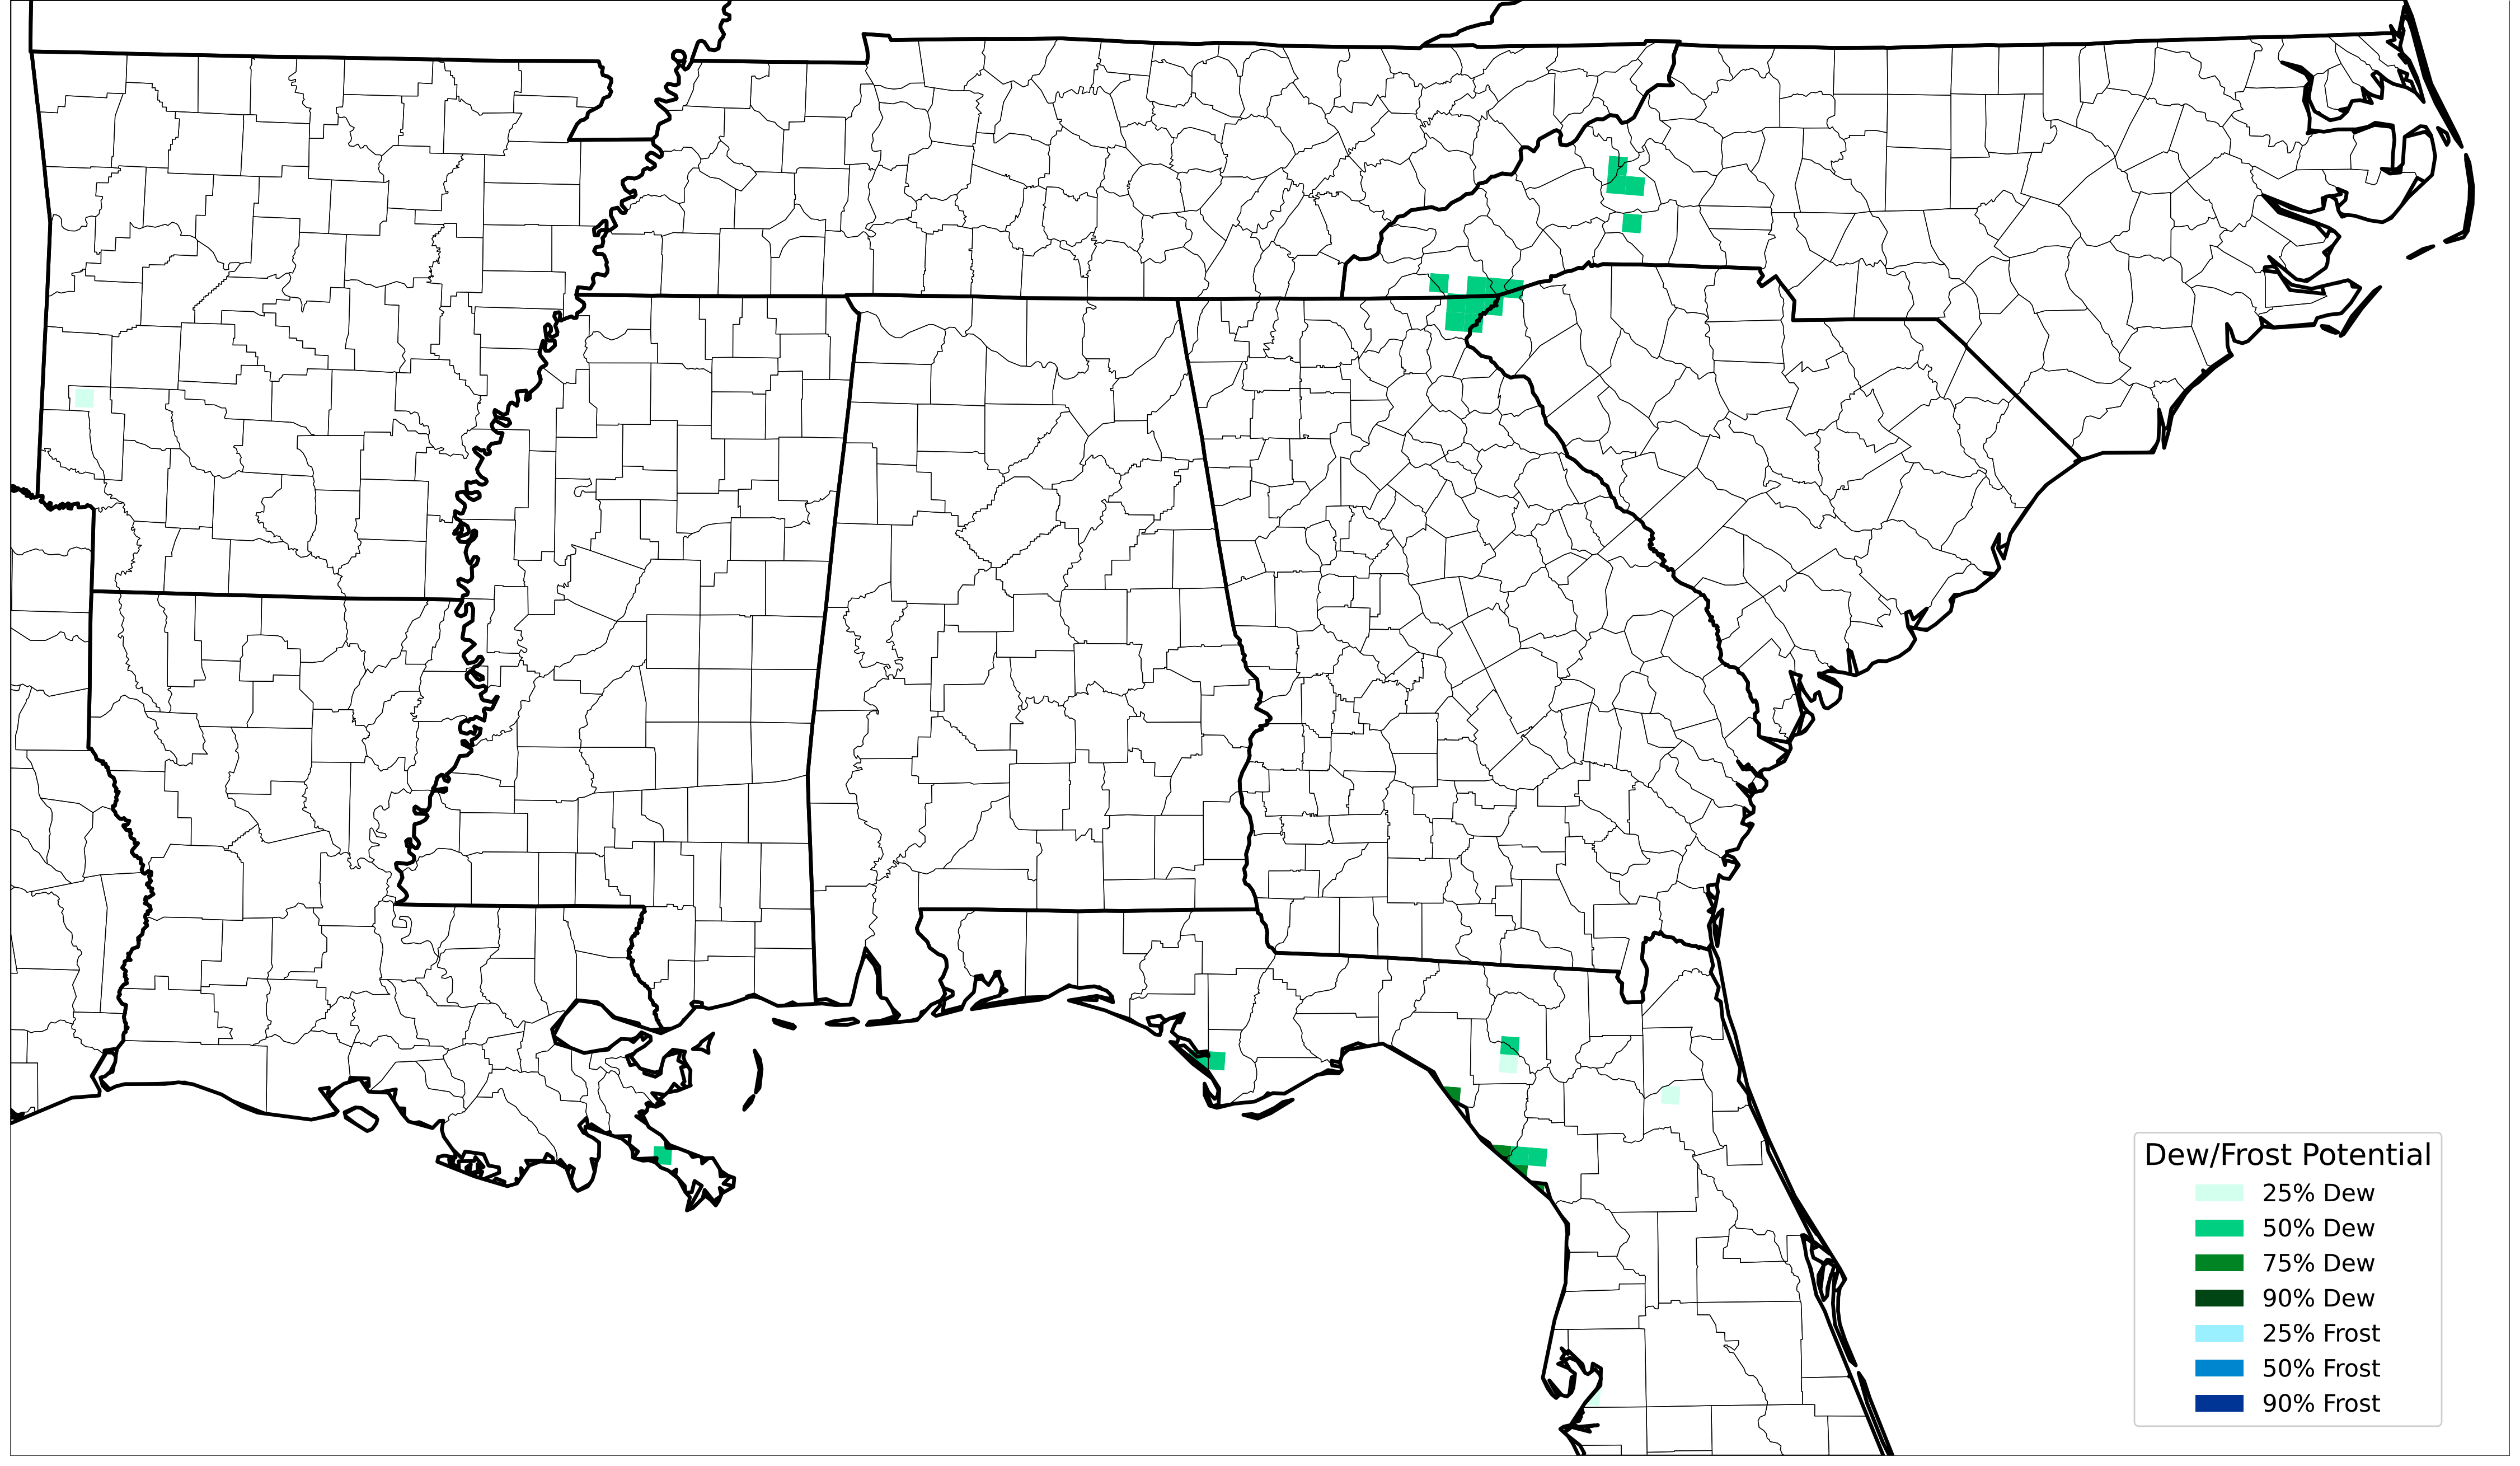 Dew/Frost Potential
25% Dew
50% Dew
75% Dew
90% Dew
25% Frost
50% Frost
90% Frost